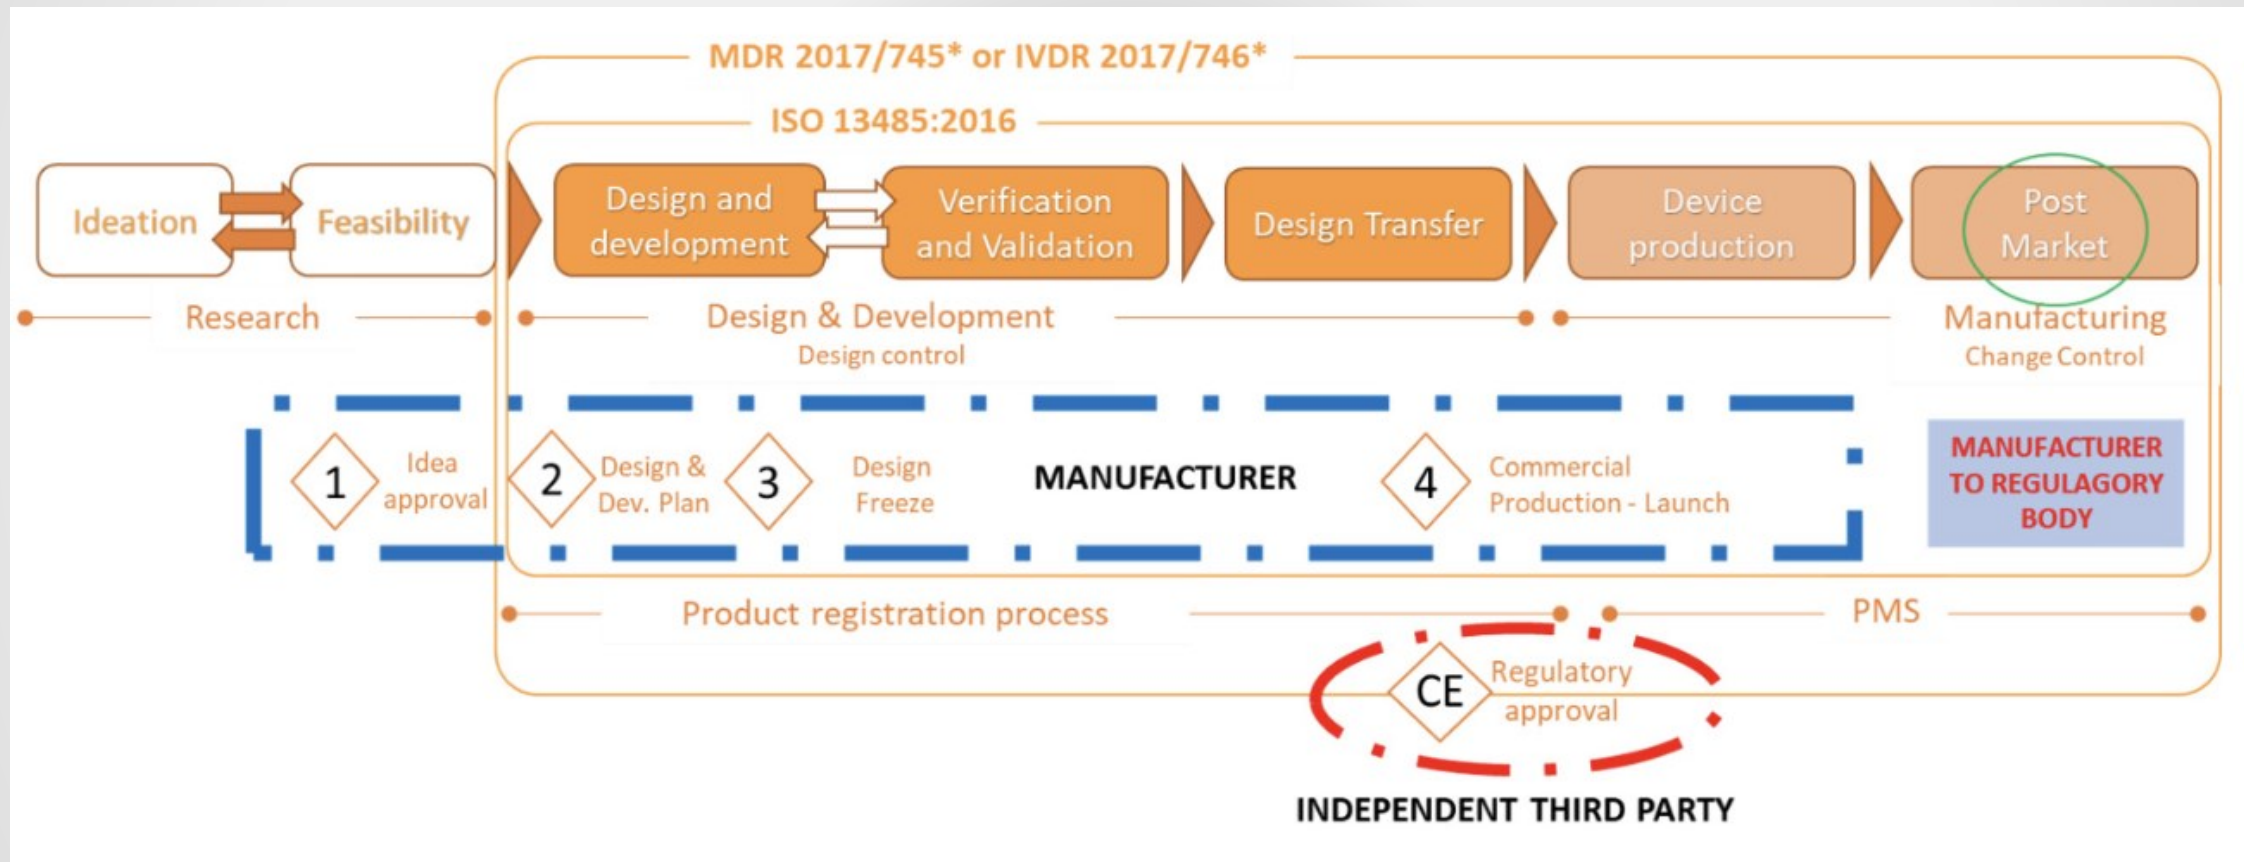 MDR 2017/745* or IVDR 2017/746*
ISO 13485:2016
Ideation
Feasibility
Design and
development
Verification
and Validation
Design Transfer
Device
production
Post
Market
Research
Design & Development
Design control
Manufacturing
Change Control
1
Idea
approval
2
Design &
Dev. Plan
3
Design
Freeze
MANUFACTURER
4
Commercial
Production - Launch
MANUFACTURER
TO REGULAGORY
BODY
Product registration process
PMS
CE
Regulatory
approval
INDEPENDENT THIRD PARTY